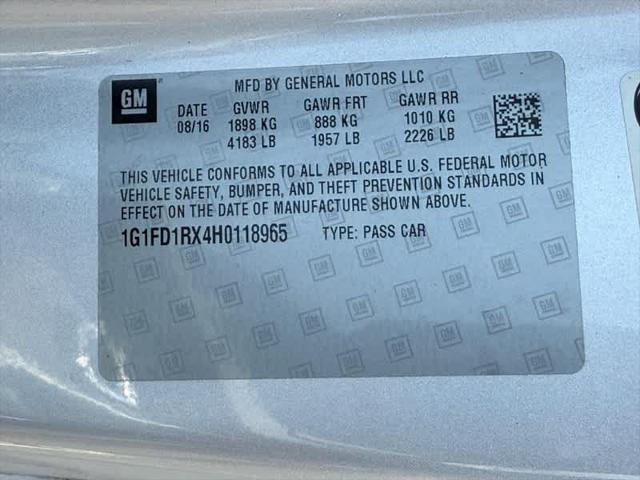 MFD BY GENERAL MOTORS LLC
GM
DATE GVWR GAWR FRT GAWR RR
08/16 1898 KG 888 KG 1010 KG
4183 LB 1957 LB 2226 LB
THIS VEHICLE CONFORMS TO ALL APPLICABLE U.S. FEDERAL MOTOR
VEHICLE SAFETY, BUMPER, AND THEFT PREVENTION STANDARDS IN
EFFECT ON THE DATE OF MANUFACTURE SHOWN ABOVE.
1G1FD1RX4H0118965 TYPE: PASS CAR